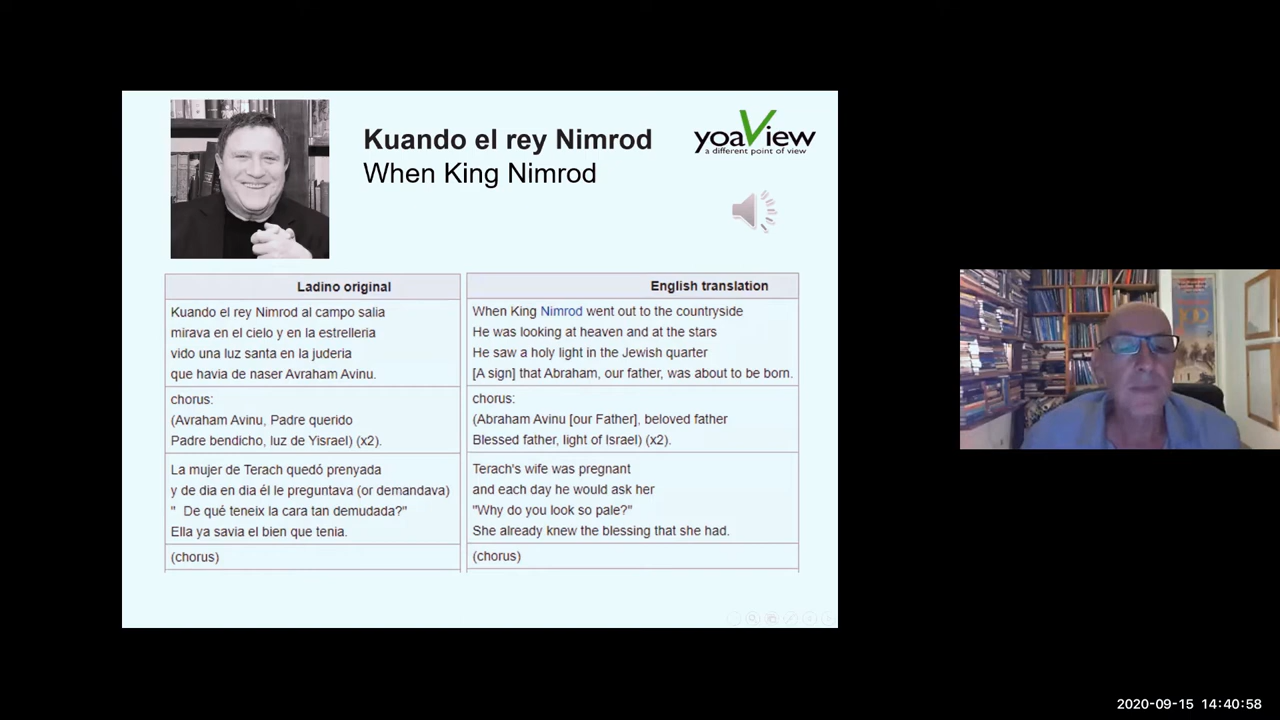 Kuando el rey Nimrod
When King Nimrod
yoaView
a different point of view
Ladino original
Kuando el rey Nimrod al campo salia
mirava en el cielo y en la estrelleria
vido una luz santa en la juderia
que havia de naser Avraham Avinu.
chorus:
(Avraham Avinu, Padre querido
Padre bendicho, luz de Yisrael) (x2).
La mujer de Terach quedó prenyada
y de dia en dia él le preguntava (or demandava)
" De qué teneix la cara tan demudada?"
Ella ya savia el bien que tenia.
(chorus)
English translation
When King Nimrod went out to the countryside
He was looking at heaven and at the stars
He saw a holy light in the Jewish quarter
[A sign] that Abraham, our father, was about to be born.
chorus:
(Abraham Avinu [our Father], beloved father
Blessed father, light of Israel) (x2).
Terach's wife was pregnant
and each day he would ask her
"Why do you look so pale?"
She already knew the blessing that she had.
(chorus)
2020-09-15 14:40:58